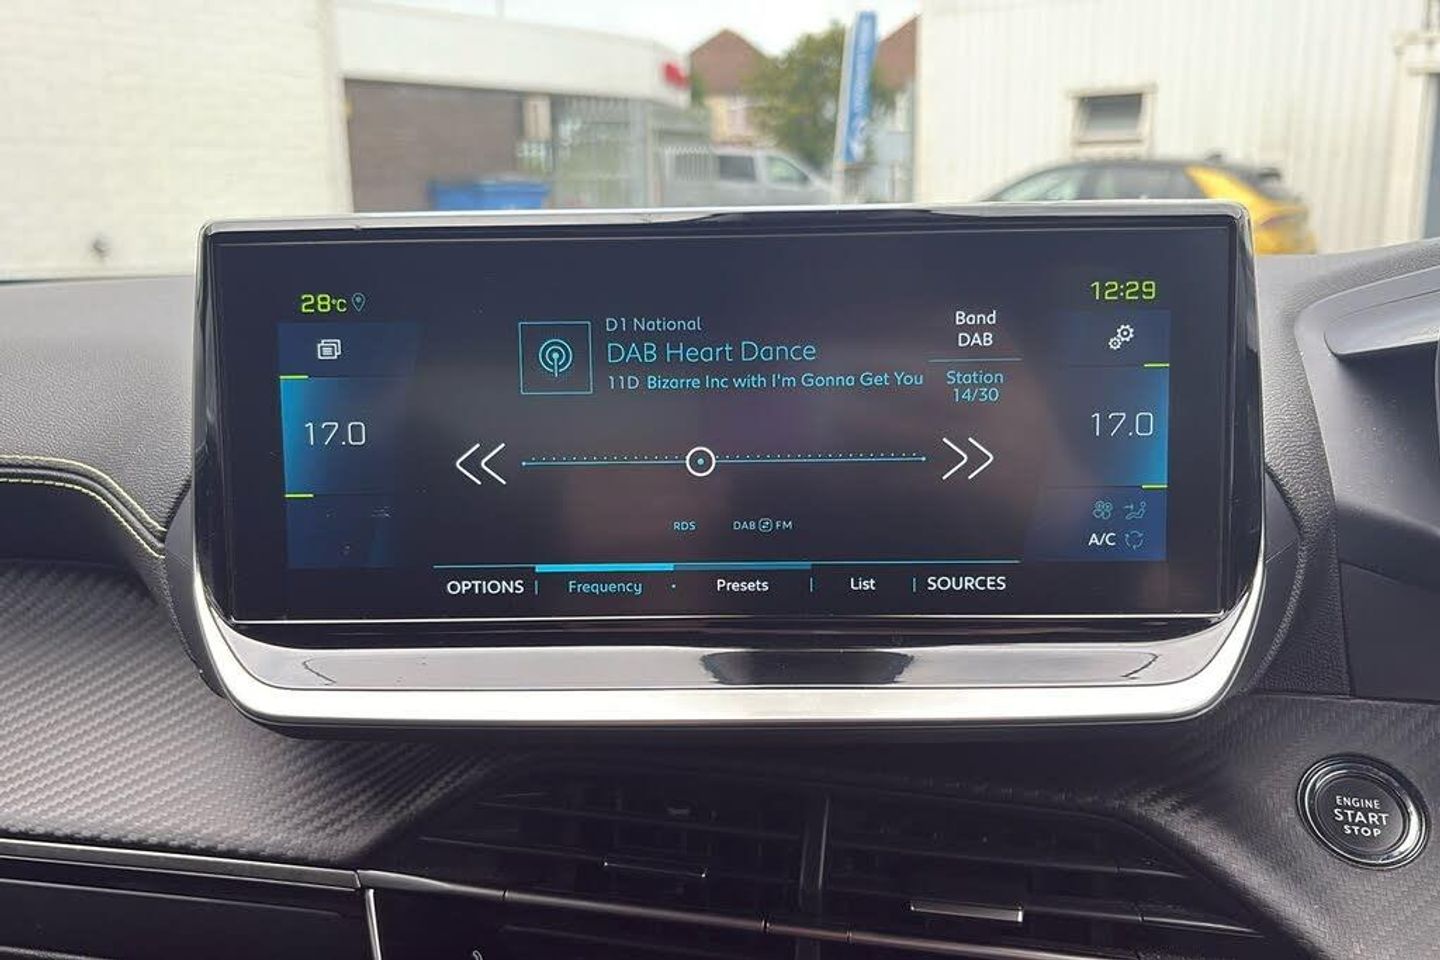 28°C
12:29
D1 National
DAB Heart Dance
11D Bizarre Inc with I'm Gonna Get You
Band
DAB
Station
14/30
17.0
17.0
RDS
DAB FM
A/C
OPTIONS | Frequency · Presets | List | SOURCES
ENGINE
START
STOP